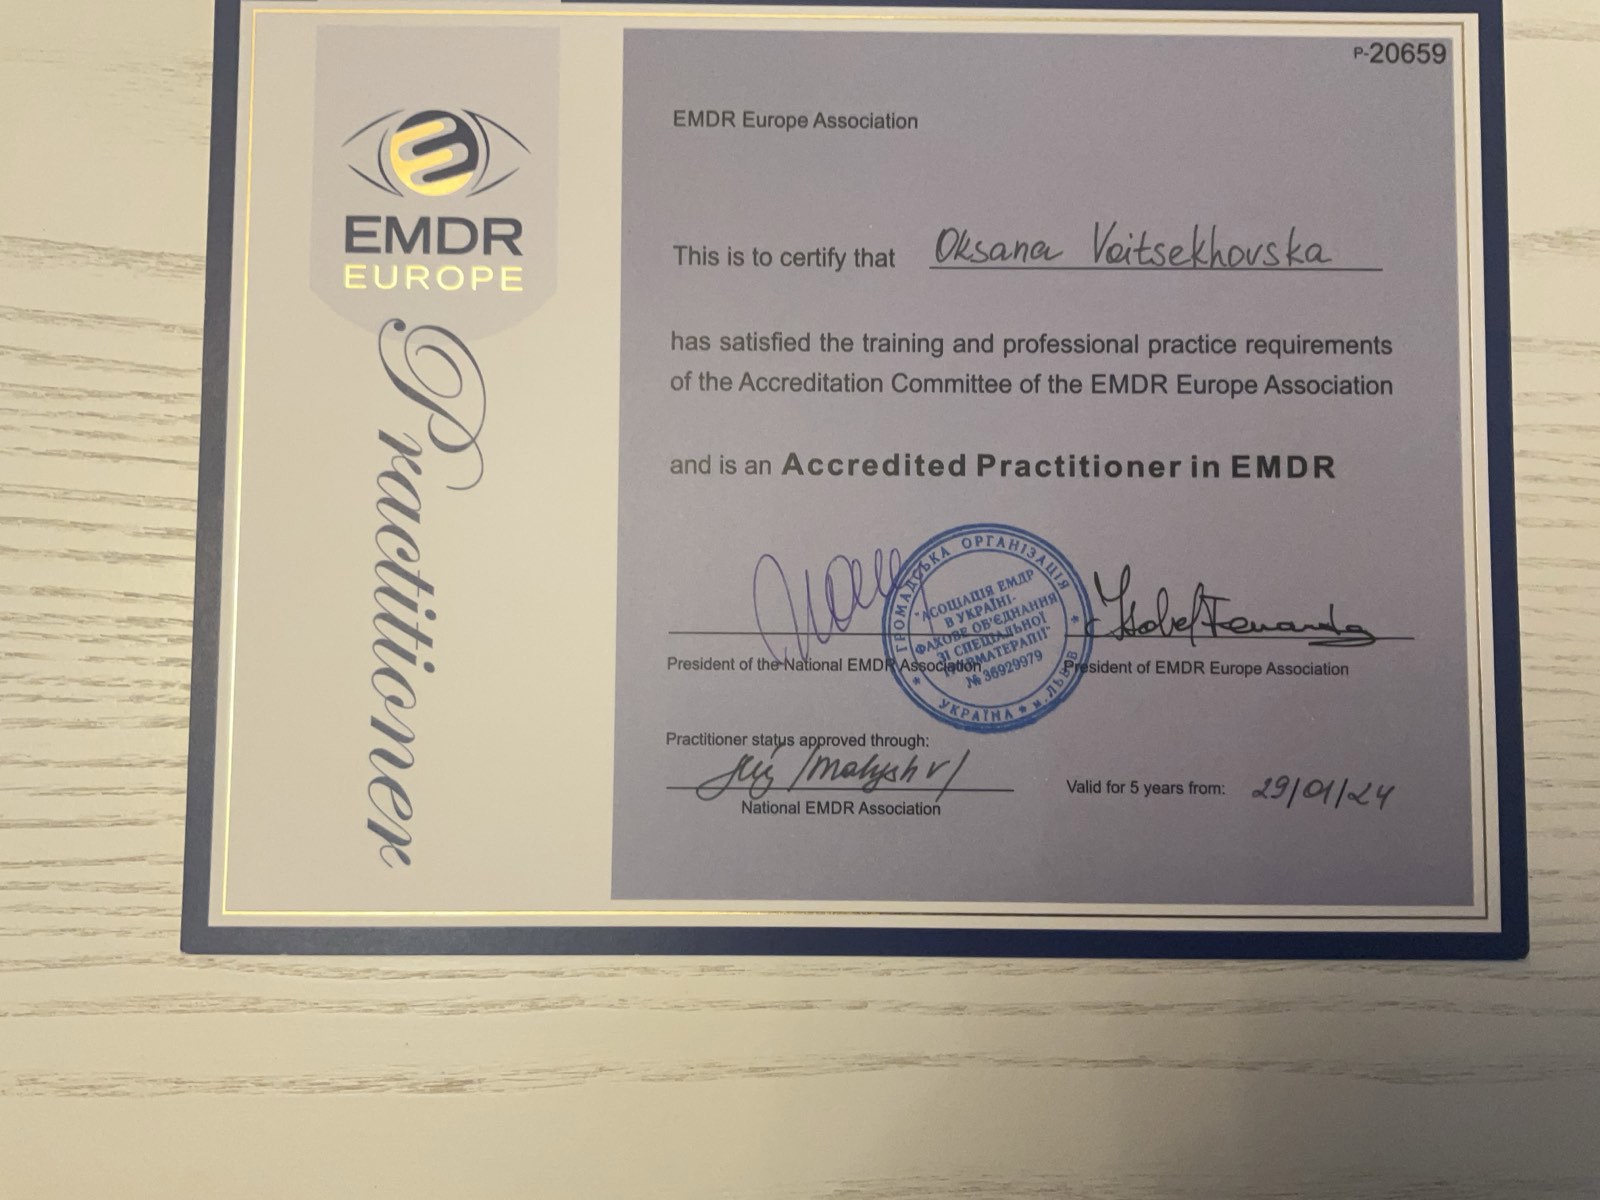 P-20659
EMDR
EUROPE
Practitioner
EMDR Europe Association
This is to certify that Oksana Voitsekhovska
has satisfied the training and professional practice requirements
of the Accreditation Committee of the EMDR Europe Association
and is an Accredited Practitioner in EMDR
ГРОМАДСЬКА ОРГАНІЗАЦІЯ
"АСОЦІАЦІЯ ЕМДР
В УКРАЇНІ-
ФАХОВЕ ОБ'ЄДНАННЯ
ЗІ СПЕЦІАЛЬНОЇ
№ 36929979
* УКРАЇНА * м. ЛЬВІВ *
Isabel Fernandez
President of the National EMDR Association
President of EMDR Europe Association
Practitioner status approved through:
/Malysh V/
National EMDR Association
Valid for 5 years from: 29/01/24